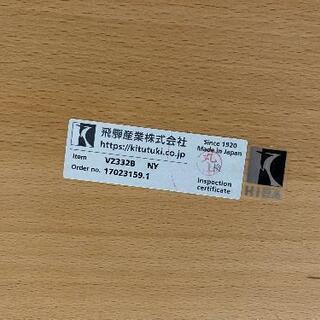 飛騨産業株式会社
https://kitutuki.co.jp
Since 1920
Made in Japan
Item V2332B NY
Order no. 17023159.1
Inspection
certificate
HIDA